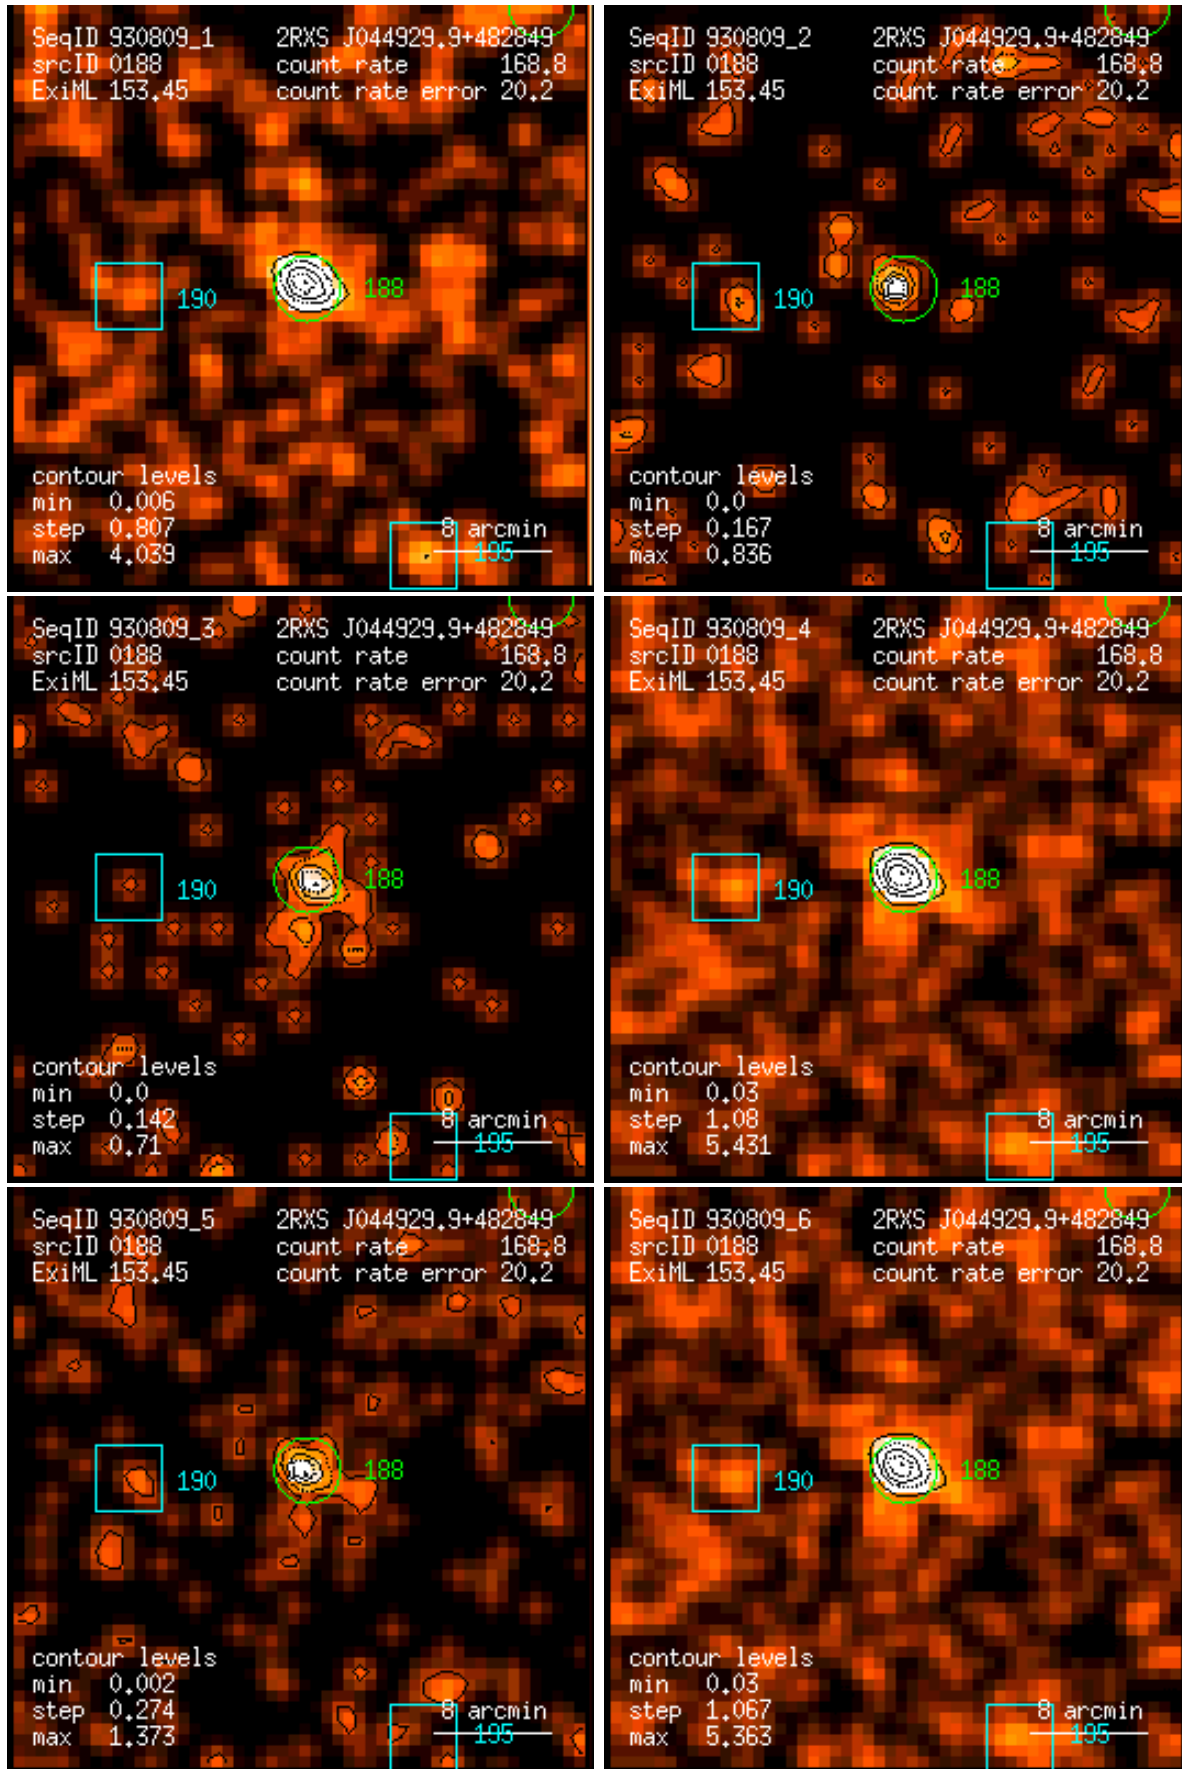 SeqID 930809_1 2RXS J044929.9+482849
srcID 0188 count rate 168.8
ExiML 153.45 count rate error 20.2
190
188
contour levels
min 0.006
step 0.807
max 4.039
8 arcmin
195
SeqID 930809_2 2RXS J044929.9+482849
srcID 0188 count rate 168.8
ExiML 153.45 count rate error 20.2
190
188
contour levels
min 0.0
step 0.167
max 0.836
8 arcmin
195
SeqID 930809_3 2RXS J044929.9+482849
srcID 0188 count rate 168.8
ExiML 153.45 count rate error 20.2
190
188
contour levels
min 0.0
step 0.142
max 0.71
8 arcmin
195
SeqID 930809_4 2RXS J044929.9+482849
srcID 0188 count rate 168.8
ExiML 153.45 count rate error 20.2
190
188
contour levels
min 0.03
step 1.08
max 5.431
8 arcmin
195
SeqID 930809_5 2RXS J044929.9+482849
srcID 0188 count rate 168.8
ExiML 153.45 count rate error 20.2
190
188
contour levels
min 0.002
step 0.274
max 1.373
8 arcmin
195
SeqID 930809_6 2RXS J044929.9+482849
srcID 0188 count rate 168.8
ExiML 153.45 count rate error 20.2
190
188
contour levels
min 0.03
step 1.067
max 5.363
8 arcmin
195